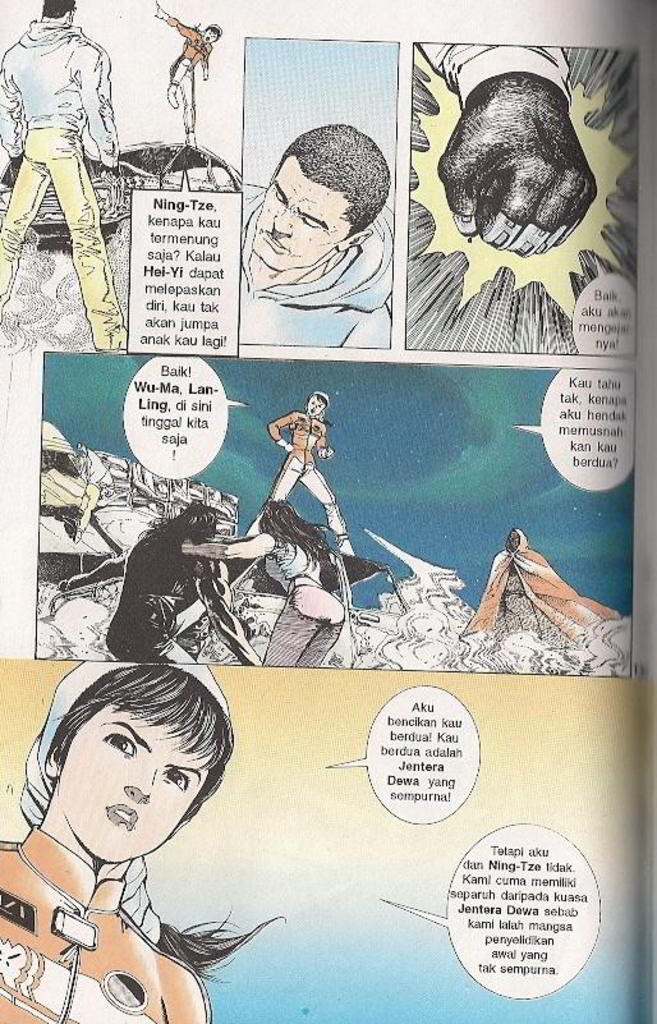 Ning-Tze,
kenapa kau
termenung
saja? Kalau
Hei-Yi dapat
melepaskan
diri, kau tak
akan jumpa
anak kau lagi!
Baik,
aku akan
mengejar
nya!
Baik!
Wu-Ma, Lan-
Ling, di sini
tinggal kita
saja
!
Kau tahu
tak, kenapa
aku hendak
memusnah
kan kau
berdua?
Aku
bencikan kau
berdua! Kau
berdua adalah
Jentera
Dewa yang
sempurna!
Tetapi aku
dan Ning-Tze tidak.
Kami cuma memiliki
separuh daripada kuasa
Jentera Dewa sebab
kami ialah mangsa
penyelidikan
awal yang
tak sempurna.